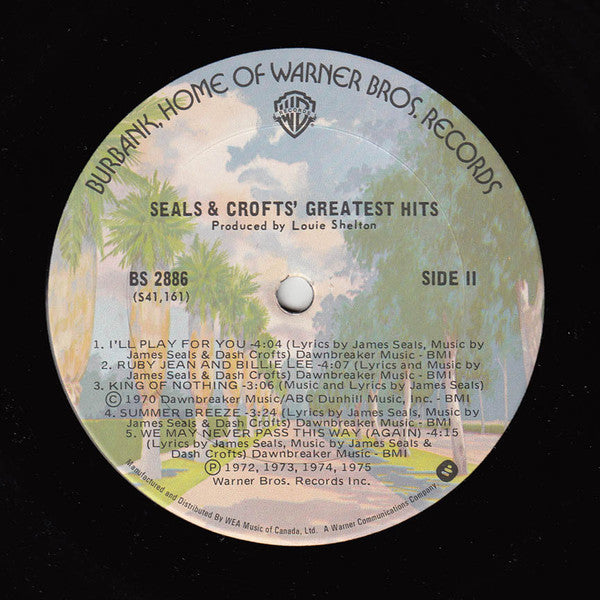 BURBANK, HOME OF WARNER BROS. RECORDS
RECORDS
SEALS & CROFTS' GREATEST HITS
Produced by Louie Shelton
BS 2886 SIDE II
(S41,161)
1. I'LL PLAY FOR YOU -4:04 (Lyrics by James Seals, Music by
James Seals & Dash Crofts) Dawnbreaker Music - BMI
2. RUBY JEAN AND BILLIE LEE -4:07 (Lyrics and Music by
James Seals & Dash Crofts) Dawnbreaker Music - BMI
3. KING OF NOTHING -3:06 (Music and Lyrics by James Seals)
© 1970 Dawnbreaker Music/ABC Dunhill Music, Inc. - BMI
4. SUMMER BREEZE -3:24 (Lyrics by James Seals, Music by
James Seals & Dash Crofts) Dawnbreaker Music - BMI
5. WE MAY NEVER PASS THIS WAY (AGAIN) -4:15
(Lyrics by James Seals, Music by James Seals &
Dash Crofts) Dawnbreaker Music - BMI
℗ 1972, 1973, 1974, 1975
Warner Bros. Records Inc.
Manufactured and Distributed By WEA Music of Canada, Ltd. A Warner Communications Company